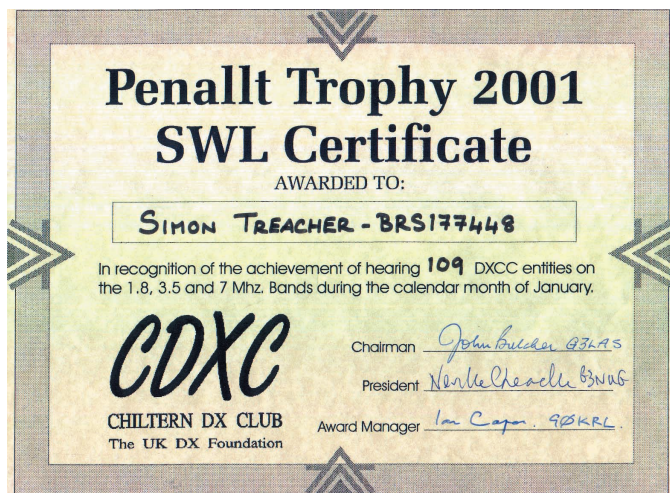 Penallt Trophy 2001
SWL Certificate
AWARDED TO:
SIMON TREACHER - BRS177448
In recognition of the achievement of hearing 109 DXCC entities on
the 1.8, 3.5 and 7 Mhz. Bands during the calendar month of January.
CDXC
CHILTERN DX CLUB
The UK DX Foundation
Chairman John Butcher G3LAS
President
Award Manager Ian Capon. G0KRL.